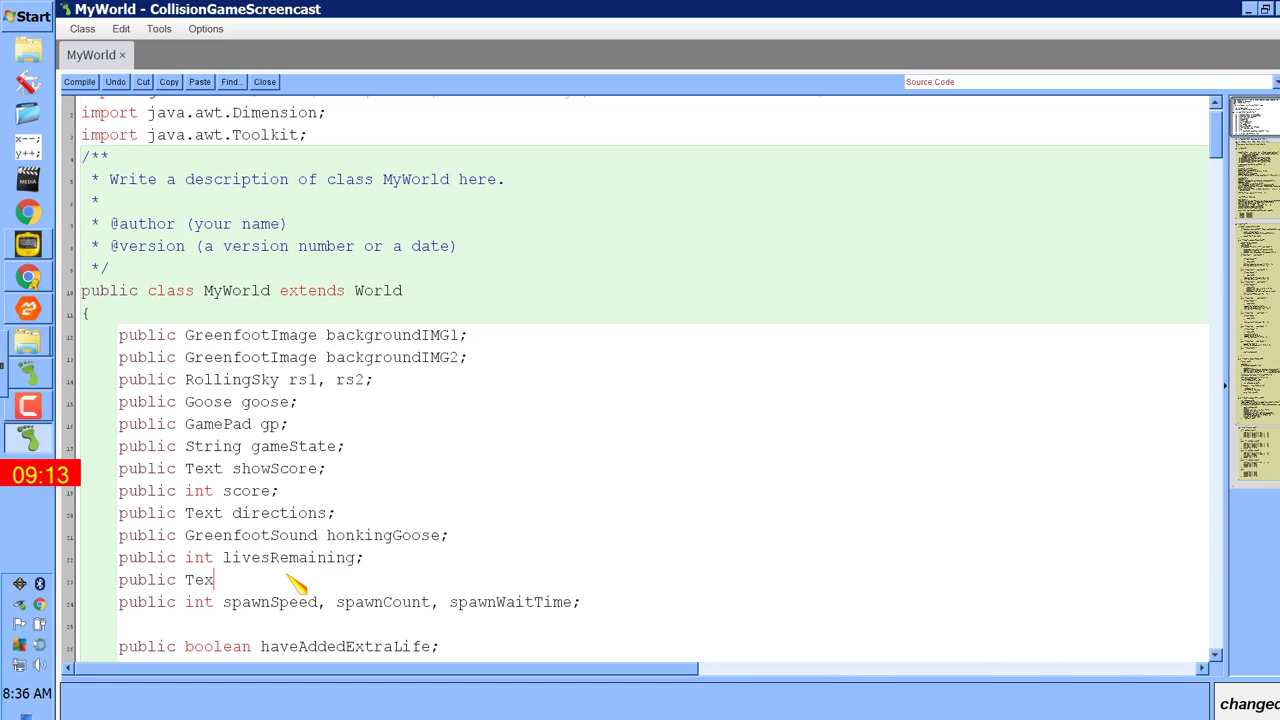 Start
MyWorld - CollisionGameScreencast
Class Edit Tools Options
MyWorld ×
Compile Undo Cut Copy Paste Find... Close
Source Code
import java.awt.Dimension;
import java.awt.Toolkit;
/**
* Write a description of class MyWorld here.
*
* @author (your name)
* @version (a version number or a date)
*/
public class MyWorld extends World
{
public GreenfootImage backgroundIMG1;
public GreenfootImage backgroundIMG2;
public RollingSky rs1, rs2;
public Goose goose;
public GamePad gp;
public String gameState;
public Text showScore;
public int score;
public Text directions;
public GreenfootSound honkingGoose;
public int livesRemaining;
public Tex
public int spawnSpeed, spawnCount, spawnWaitTime;
public boolean haveAddedExtraLife;
x--;
y++;
MEDIA
09:13
8:36 AM
changed